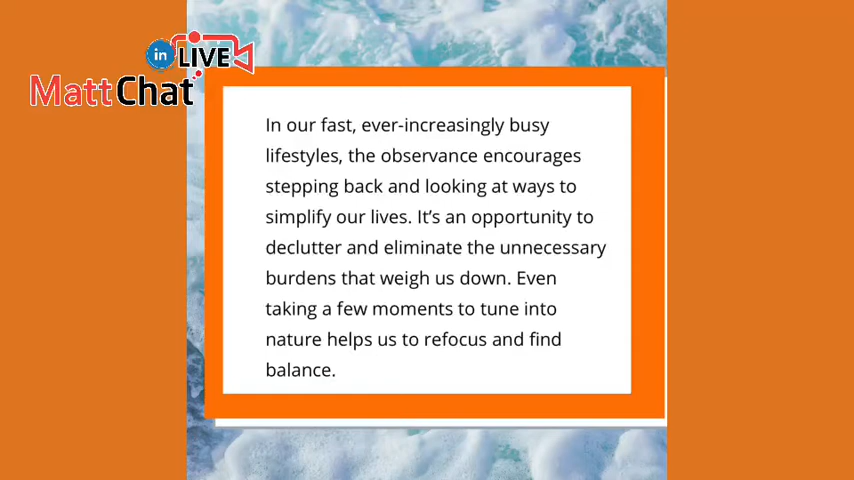 in LIVE
MattChat
In our fast, ever-increasingly busy
lifestyles, the observance encourages
stepping back and looking at ways to
simplify our lives. It’s an opportunity to
declutter and eliminate the unnecessary
burdens that weigh us down. Even
taking a few moments to tune into
nature helps us to refocus and find
balance.